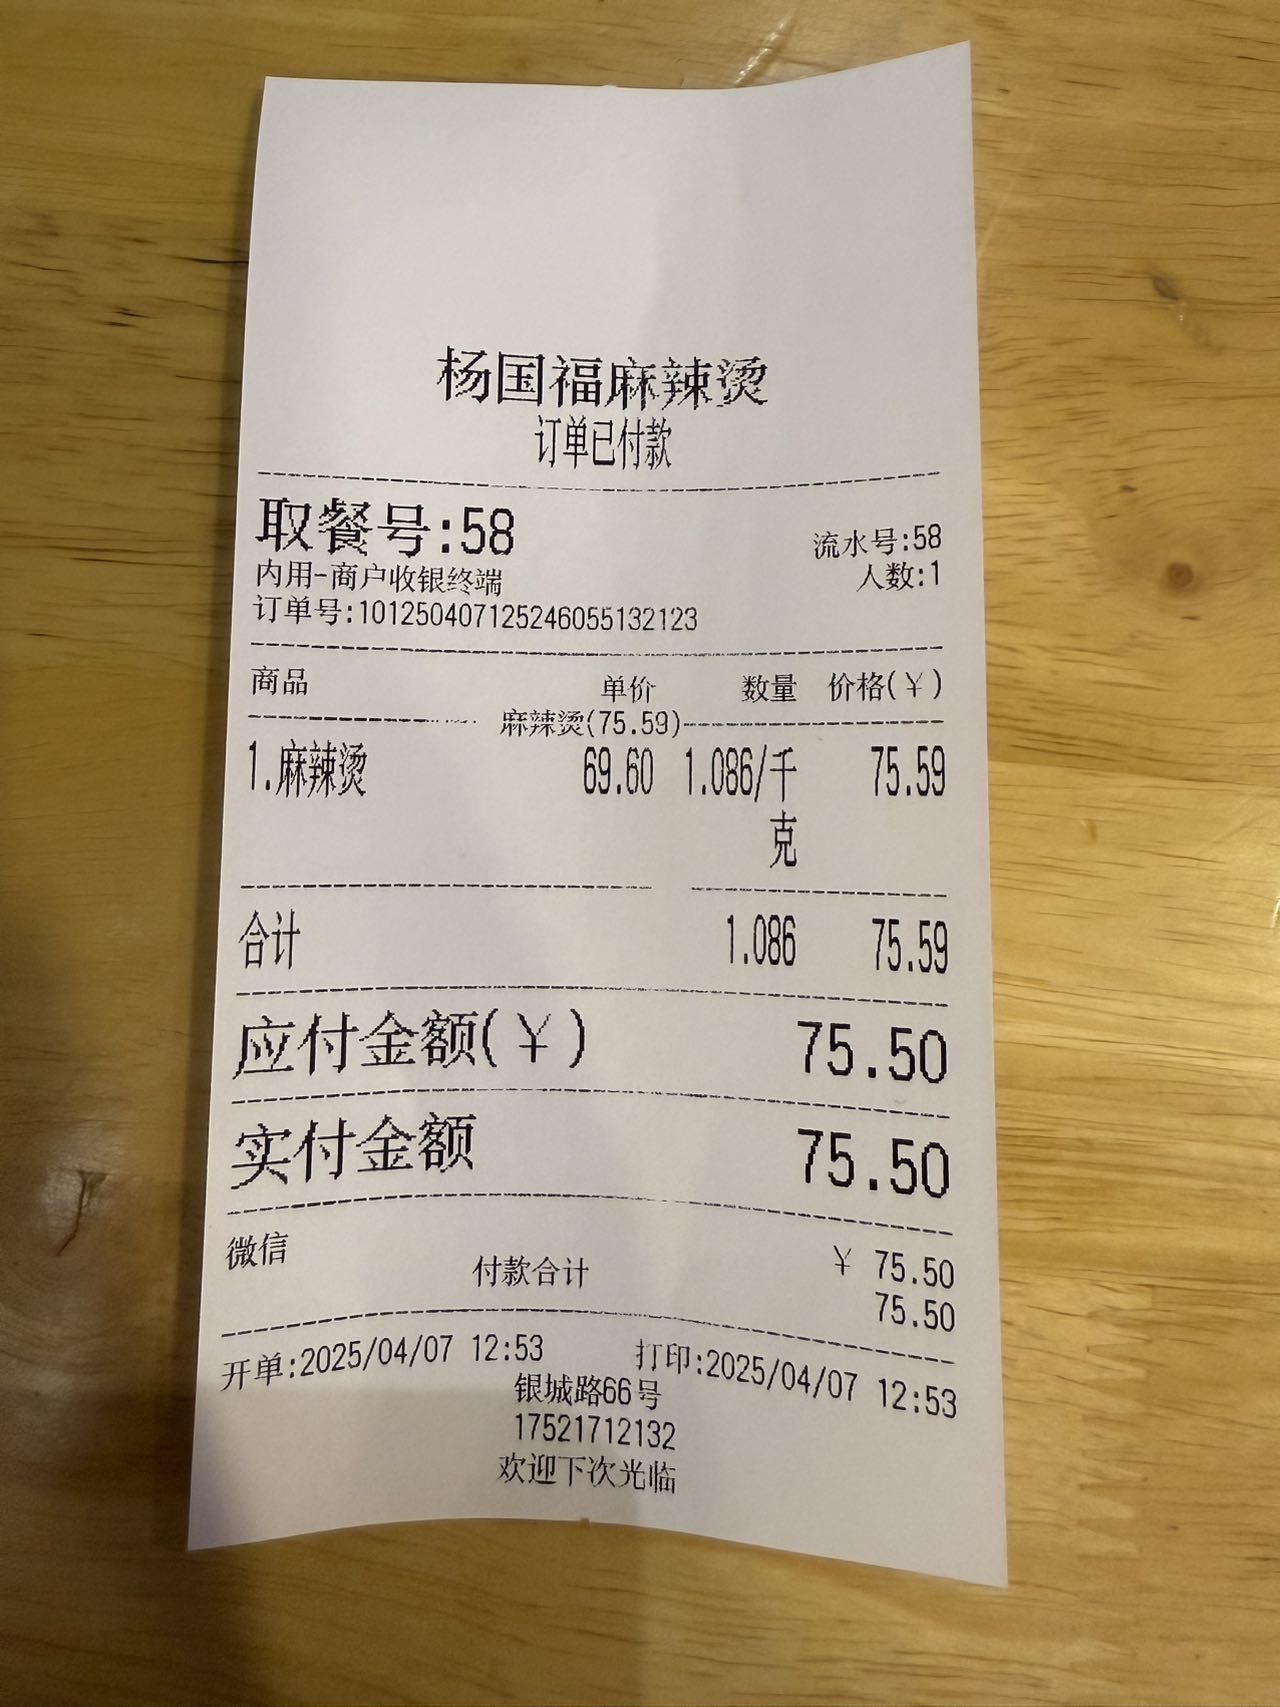 杨国福麻辣烫
订单已付款
取餐号:58
流水号:58
内用-商户收银终端
人数:1
订单号:101250407125246055132123
商品 单价 数量 价格(¥)
麻辣烫(75.59)
1.麻辣烫 69.60 1.086/千克 75.59
合计 1.086 75.59
应付金额(¥) 75.50
实付金额 75.50
微信 ¥ 75.50
付款合计 75.50
开单:2025/04/07 12:53 打印:2025/04/07 12:53
银城路66号
17521712132
欢迎下次光临